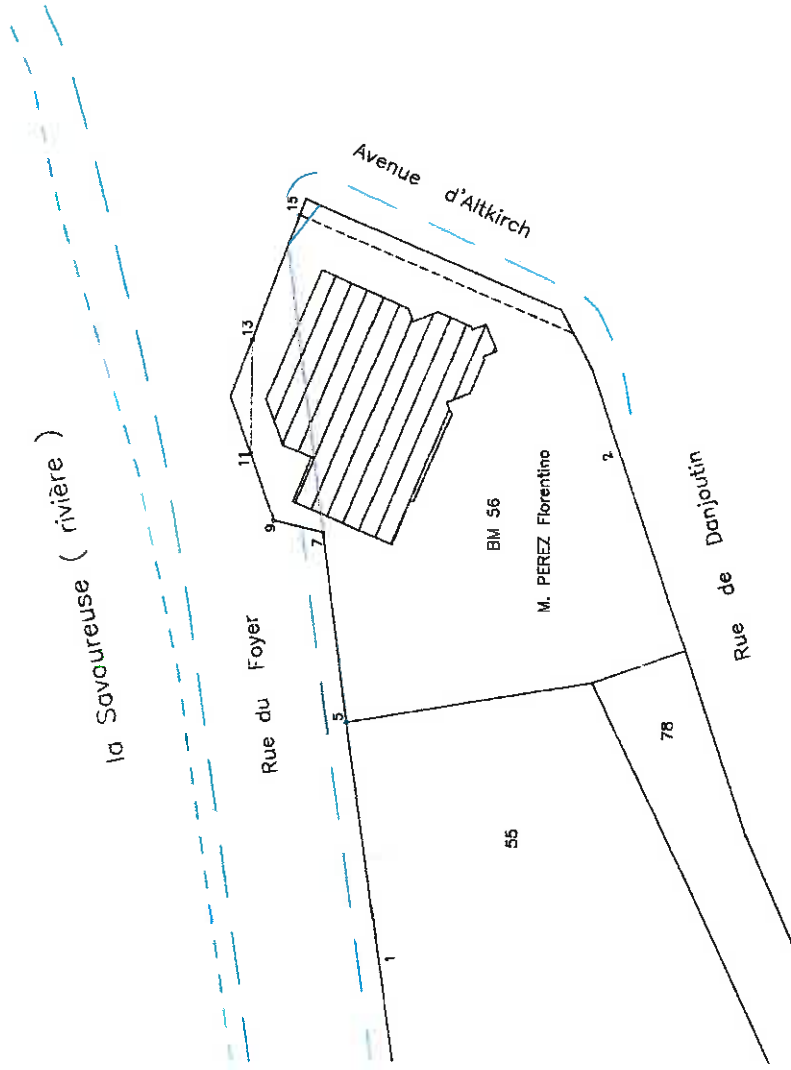 la Savoureuse ( rivière )
Avenue d'Altkirch
15
13
11
9
7
Rue du Foyer
5
BM 56
M. PEREZ Florentino
2
Rue de Danjoutin
78
55
1